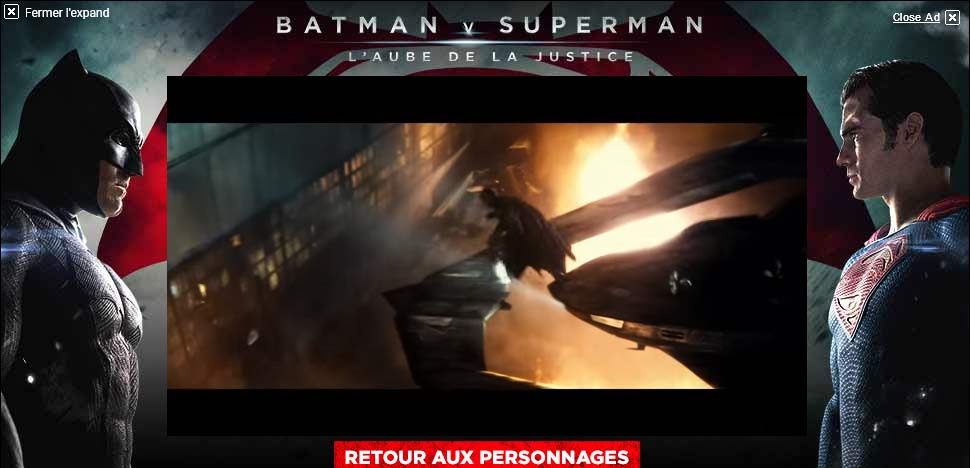 Fermer l'expand
Close Ad
BATMAN V SUPERMAN
L'AUBE DE LA JUSTICE
RETOUR AUX PERSONNAGES